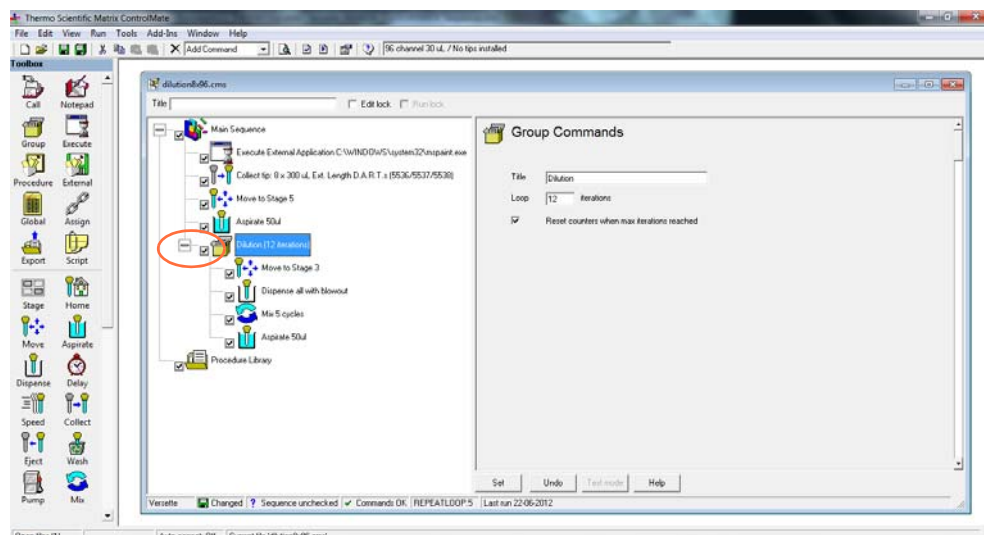 Thermo Scientific Matrix ControlMate
File Edit View Run Tools Add-Ins Window Help
Add Command
96 channel 30 uL / No tips installed
Toolbox
Call Notepad
Group Execute
Procedure External
Global Assign
Export Script
Stage Home
Move Aspirate
Dispense Delay
Speed Collect
Eject Wash
Pump Mix
dilution8x96.cms
Title
Edit lock Run lock
Main Sequence
Execute External Application C:\WINDOWS\system32\mspaint.exe
Collect tip: 8 x 300 uL Ext. Length D.A.R.T.s (5536/5537/5538)
Move to Stage 5
Aspirate 50ul
Dilution [12 iterations]
Move to Stage 3
Dispense all with blowout
Mix 5 cycles
Aspirate 50ul
Procedure Library
Group Commands
Title Dilution
Loop 12 iterations
Reset counters when max iterations reached
Set Undo Text mode Help
Versette Changed ? Sequence unchecked Commands OK REPEATLOOP:5 Last run 22-06-2012